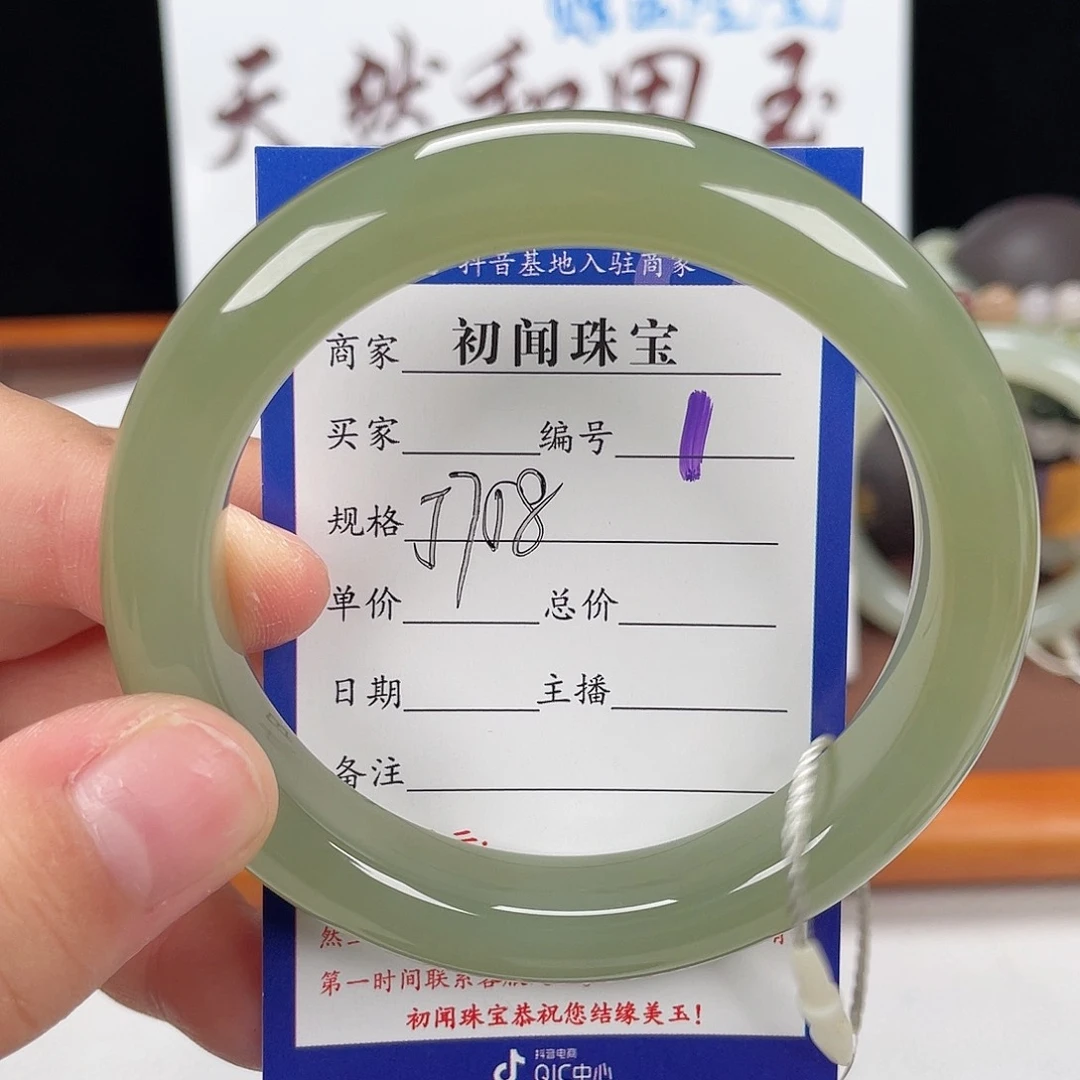 天然和田玉
抖音基地入驻商家
商家 初闻珠宝
买家 编号 1
规格
单价 总价
日期 主播
备注
然
第一时间联系客服
初闻珠宝恭祝您结缘美玉！
抖音电商
QIC中心